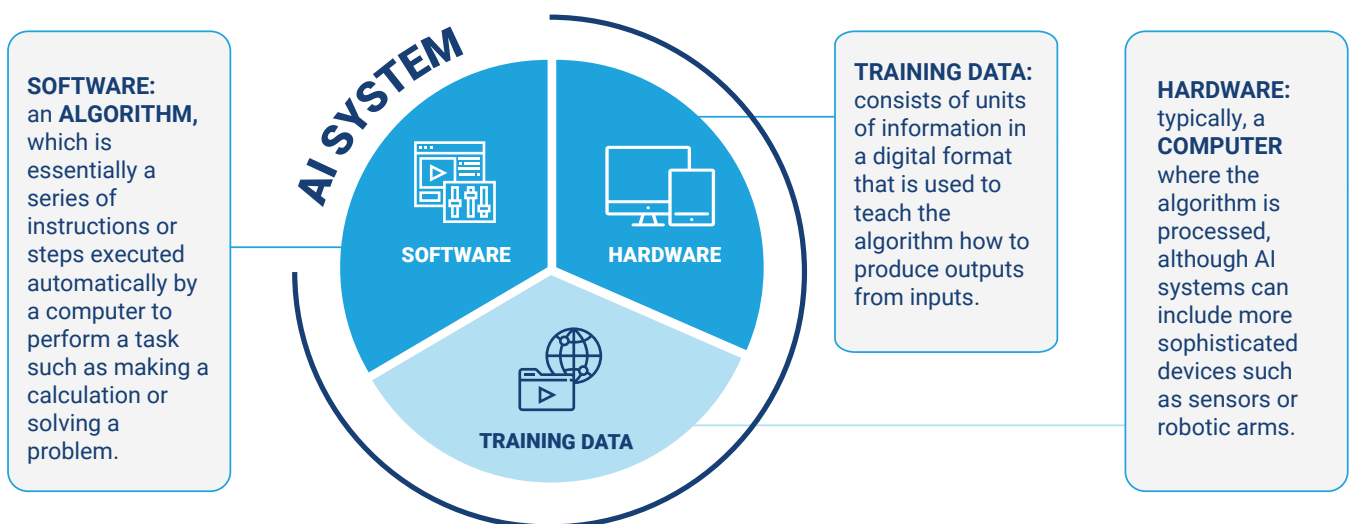 AI SYSTEM
SOFTWARE:
an ALGORITHM,
which is
essentially a
series of
instructions or
steps executed
automatically by
a computer to
perform a task
such as making a
calculation or
solving a
problem.
SOFTWARE
HARDWARE
TRAINING DATA
TRAINING DATA:
consists of units
of information in
a digital format
that is used to
teach the
algorithm how to
produce outputs
from inputs.
HARDWARE:
typically, a
COMPUTER
where the
algorithm is
processed,
although AI
systems can
include more
sophisticated
devices such
as sensors or
robotic arms.